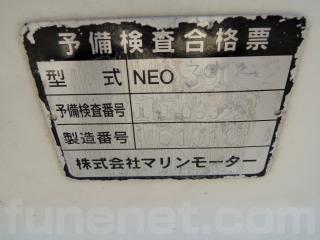 予備検査合格票
型 式 NEO 391
予備検査番号
製造番号
株式会社マリンモーター
funenet.com